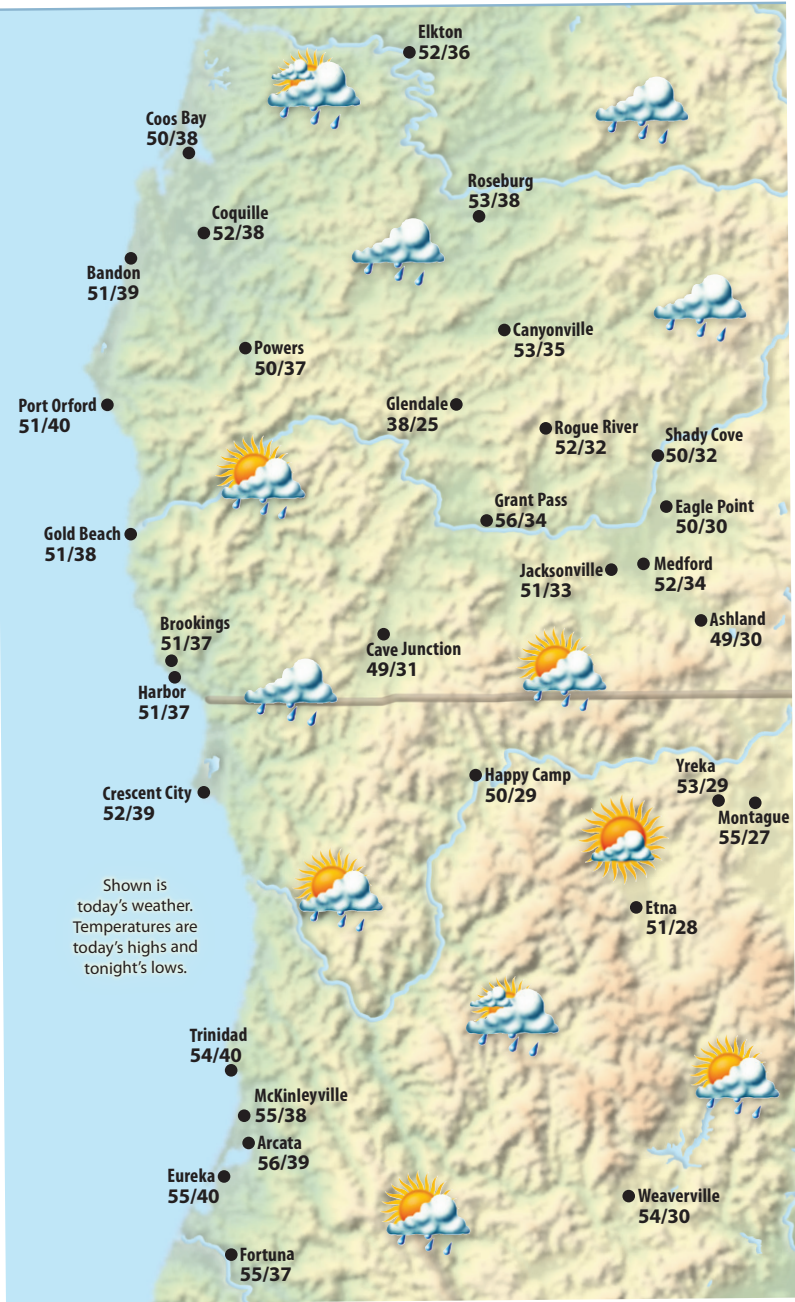 Elkton
52/36
Coos Bay
50/38
Roseburg
53/38
Coquille
52/38
Bandon
51/39
Canyonville
53/35
Powers
50/37
Port Orford
51/40
Glendale
38/25
Rogue River
52/32
Shady Cove
50/32
Grant Pass
56/34
Eagle Point
50/30
Gold Beach
51/38
Jacksonville
51/33
Medford
52/34
Brookings
51/37
Cave Junction
49/31
Ashland
49/30
Harbor
51/37
Crescent City
52/39
Happy Camp
50/29
Yreka
53/29
Montague
55/27
Shown is
today's weather.
Temperatures are
today's highs and
tonight's lows.
Etna
51/28
Trinidad
54/40
McKinleyville
55/38
Arcata
56/39
Eureka
55/40
Weaverville
54/30
Fortuna
55/37